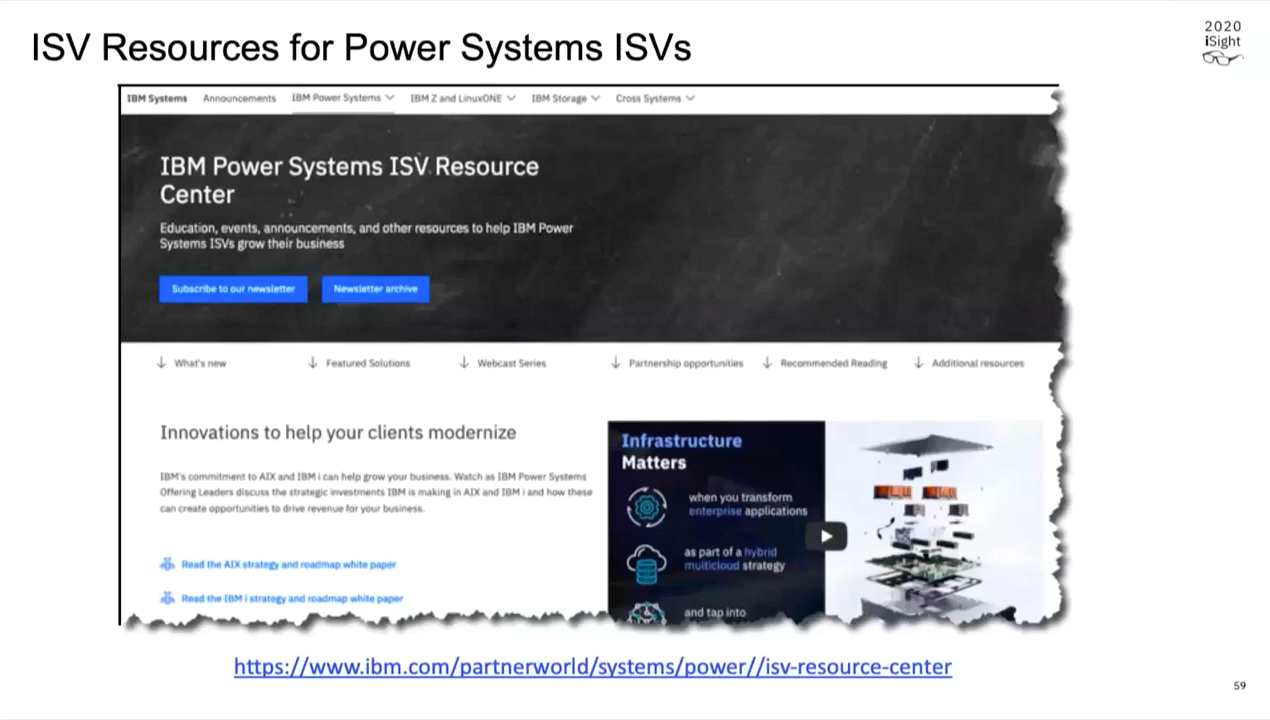 ISV Resources for Power Systems ISVs
2020
iSight
IBM Systems Announcements IBM Power Systems IBM Z and LinuxONE IBM Storage Cross Systems
IBM Power Systems ISV Resource
Center
Education, events, announcements, and other resources to help IBM Power
Systems ISVs grow their business
Subscribe to our newsletter Newsletter archive
What's new Featured Solutions Webcast Series Partnership opportunities Recommended Reading Additional resources
Innovations to help your clients modernize
IBM's commitment to AIX and IBM i can help grow your business. Watch as IBM Power Systems
Offering Leaders discuss the strategic investments IBM is making in AIX and IBM i and how these
can create opportunities to drive revenue for your business.
Read the AIX strategy and roadmap white paper
Read the IBM i strategy and roadmap white paper
Infrastructure
Matters
when you transform
enterprise applications
as part of a hybrid
multicloud strategy
and tap into
https://www.ibm.com/partnerworld/systems/power//isv-resource-center
59